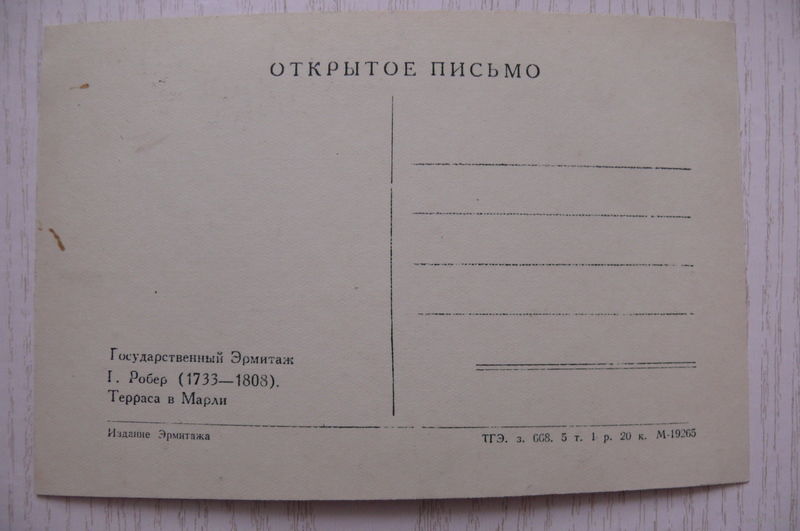 ОТКРЫТОЕ ПИСЬМО
Государственный Эрмитаж
Г. Робер (1733—1808).
Терраса в Марли
Издание Эрмитажа
ТГЭ. з. 668. 5 т. 1 р. 20 к. М-19265